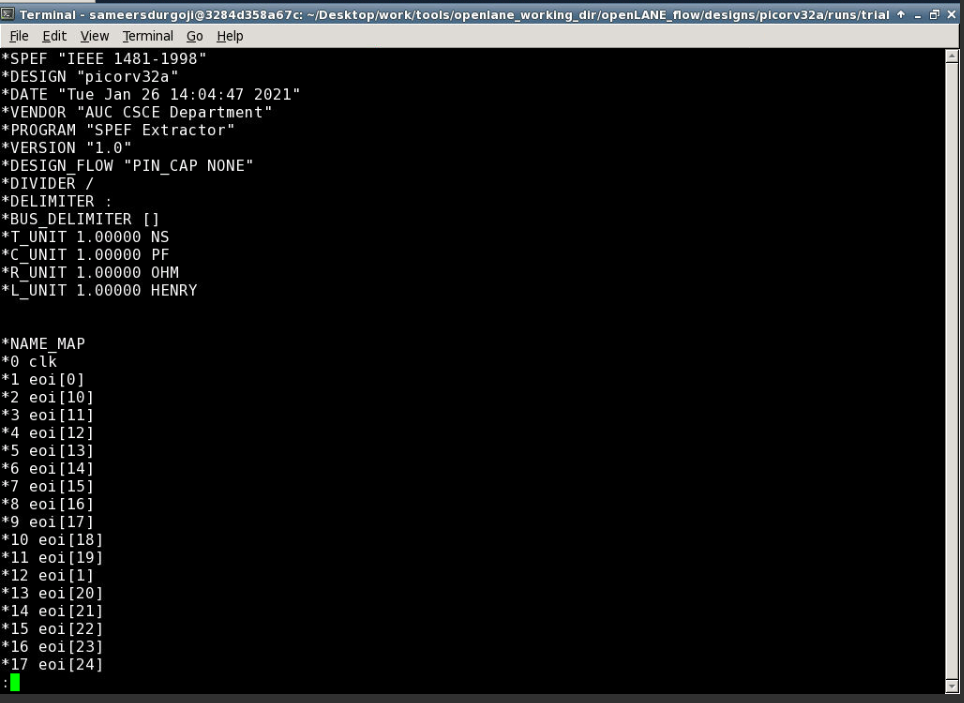 Terminal - sameersdurgoji@3284d358a67c: ~/Desktop/work/tools/openlane_working_dir/openLANE_flow/designs/picorv32a/runs/trial
File Edit View Terminal Go Help
*SPEF "IEEE 1481-1998"
*DESIGN "picorv32a"
*DATE "Tue Jan 26 14:04:47 2021"
*VENDOR "AUC CSCE Department"
*PROGRAM "SPEF Extractor"
*VERSION "1.0"
*DESIGN_FLOW "PIN_CAP NONE"
*DIVIDER /
*DELIMITER :
*BUS_DELIMITER []
*T_UNIT 1.00000 NS
*C_UNIT 1.00000 PF
*R_UNIT 1.00000 OHM
*L_UNIT 1.00000 HENRY
*NAME_MAP
*0 clk
*1 eoi[0]
*2 eoi[10]
*3 eoi[11]
*4 eoi[12]
*5 eoi[13]
*6 eoi[14]
*7 eoi[15]
*8 eoi[16]
*9 eoi[17]
*10 eoi[18]
*11 eoi[19]
*12 eoi[1]
*13 eoi[20]
*14 eoi[21]
*15 eoi[22]
*16 eoi[23]
*17 eoi[24]
: